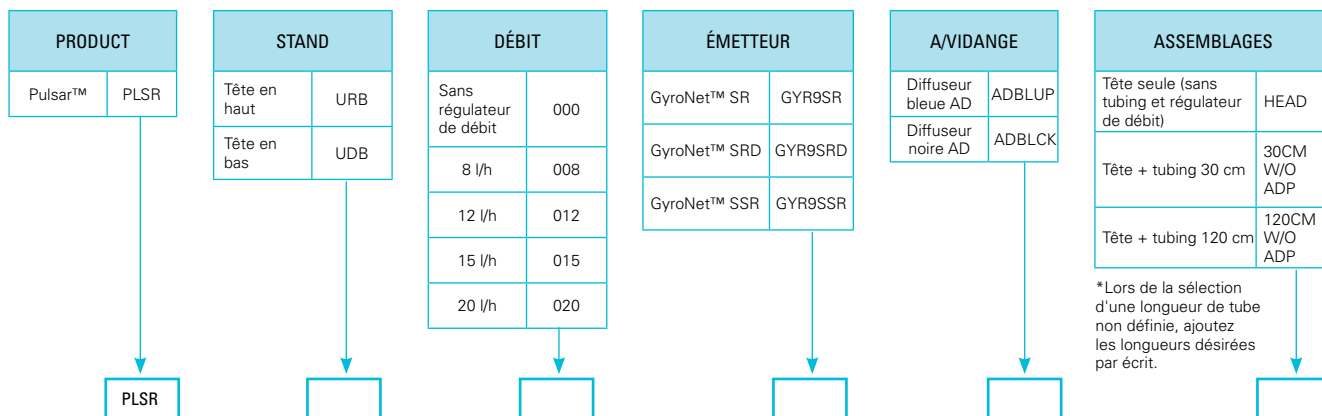 PRODUCT
Pulsar™ PLSR
PLSR
STAND
Tête en
haut
URB
Tête en
bas
UDB
DÉBIT
Sans
régulateur
de débit
000
8 l/h 008
12 l/h 012
15 l/h 015
20 l/h 020
ÉMETTEUR
GyroNet™ SR GYR9SR
GyroNet™ SRD GYR9SRD
GyroNet™ SSR GYR9SSR
A/VIDANGE
Diffuseur
bleue AD
ADBLUP
Diffuseur
noire AD
ADBLCK
ASSEMBLAGES
Tête seule (sans
tubing et régulateur
de débit)
HEAD
Tête + tubing 30 cm
30CM
W/O
ADP
Tête + tubing 120 cm
120CM
W/O
ADP
*Lors de la sélection
d'une longueur de tube
non définie, ajoutez
les longueurs désirées
par écrit.